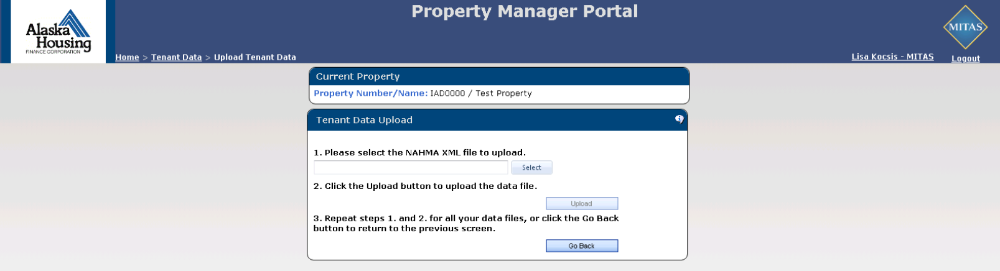 Property Manager Portal
Alaska
Housing
FINANCE CORPORATION
MITAS
Home > Tenant Data > Upload Tenant Data
Lisa Kocsis - MITAS
Logout
Current Property
Property Number/Name: IAD0000 / Test Property
Tenant Data Upload
1. Please select the NAHMA XML file to upload.
Select
2. Click the Upload button to upload the data file.
Upload
3. Repeat steps 1. and 2. for all your data files, or click the Go Back
button to return to the previous screen.
Go Back